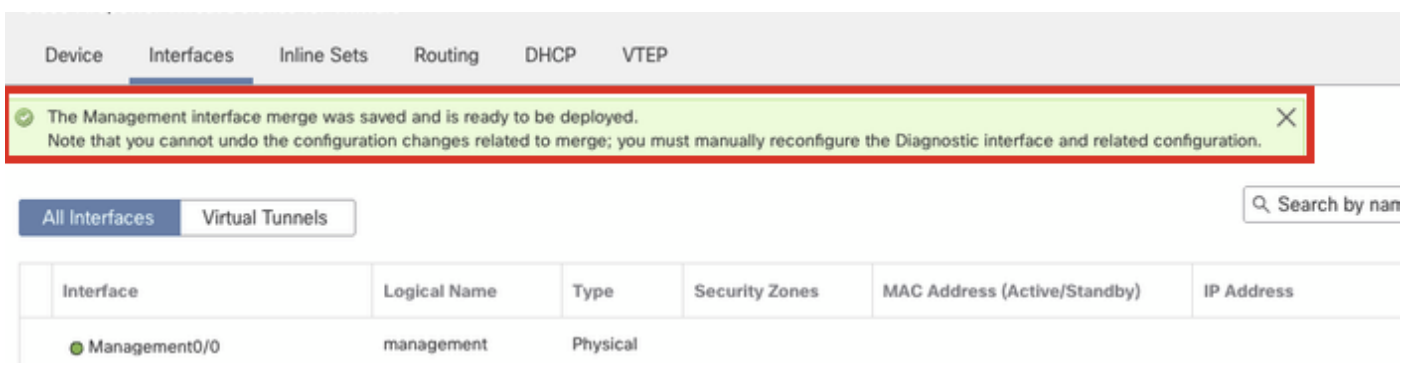 Device Interfaces Inline Sets Routing DHCP VTEP
The Management interface merge was saved and is ready to be deployed.
Note that you cannot undo the configuration changes related to merge; you must manually reconfigure the Diagnostic interface and related configuration.
All Interfaces Virtual Tunnels Search by nam
Interface Logical Name Type Security Zones MAC Address (Active/Standby) IP Address
Management0/0 management Physical